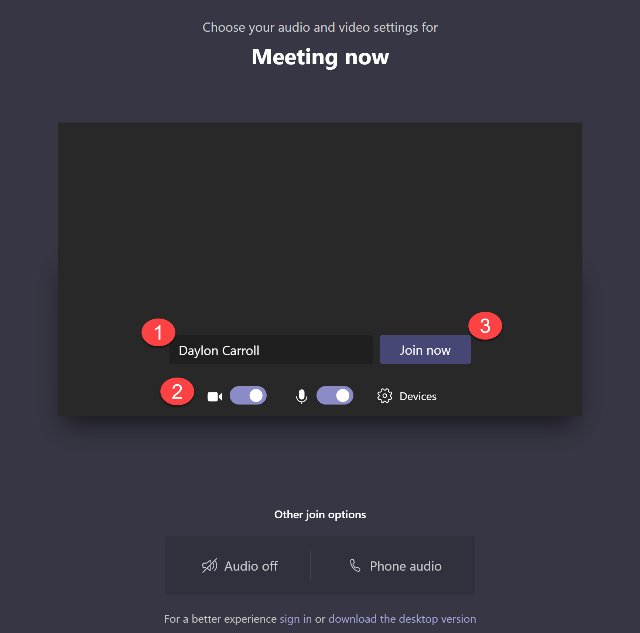 Choose your audio and video settings for
Meeting now
1
3
Daylon Carroll
Join now
2
Devices
Other join options
Audio off
Phone audio
For a better experience sign in or download the desktop version